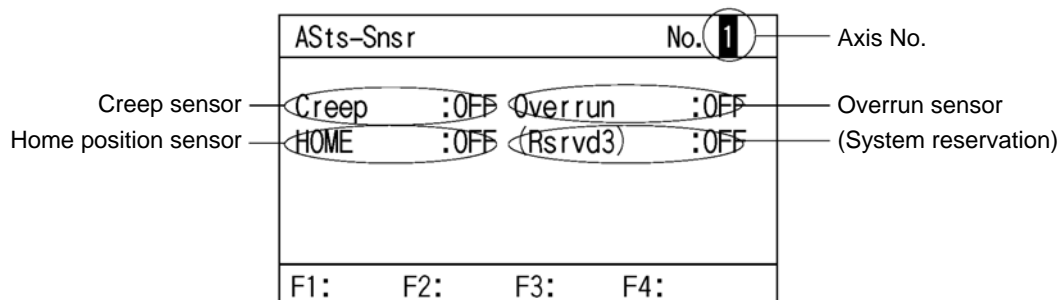 ASts-Snsr No. 1 Axis No.
Creep sensor Creep :OFF Overrun :OFF Overrun sensor
Home position sensor HOME :OFF (Rsrvd3) :OFF (System reservation)
F1: F2: F3: F4: